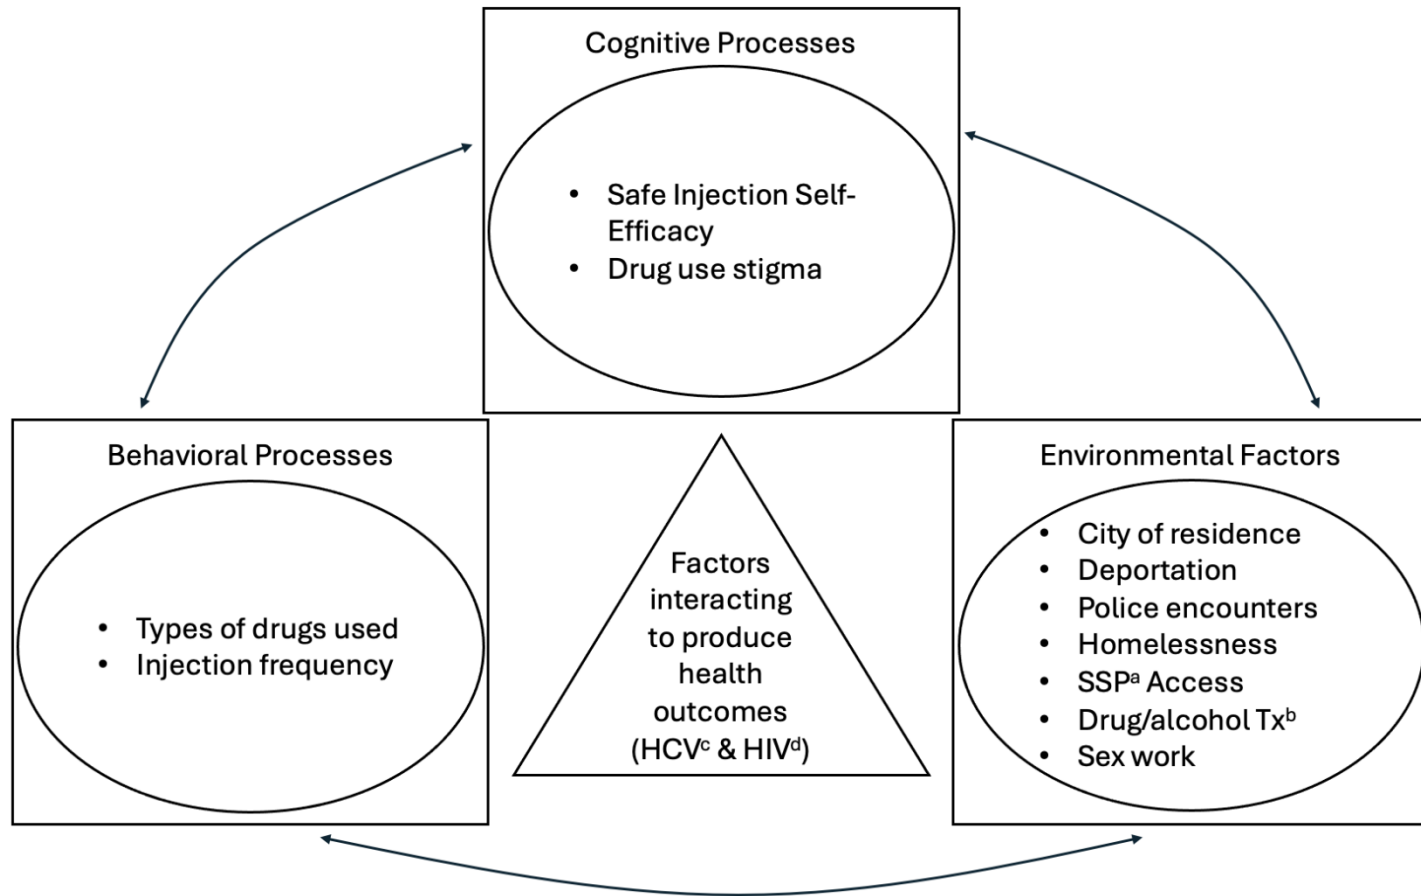 Cognitive Processes
• Safe Injection Self-
Efficacy
• Drug use stigma
Behavioral Processes
• Types of drugs used
• Injection frequency
Factors
interacting
to produce
health
outcomes
(HCVᶜ & HIVᵈ)
Environmental Factors
• City of residence
• Deportation
• Police encounters
• Homelessness
• SSPᵃ Access
• Drug/alcohol Txᵇ
• Sex work